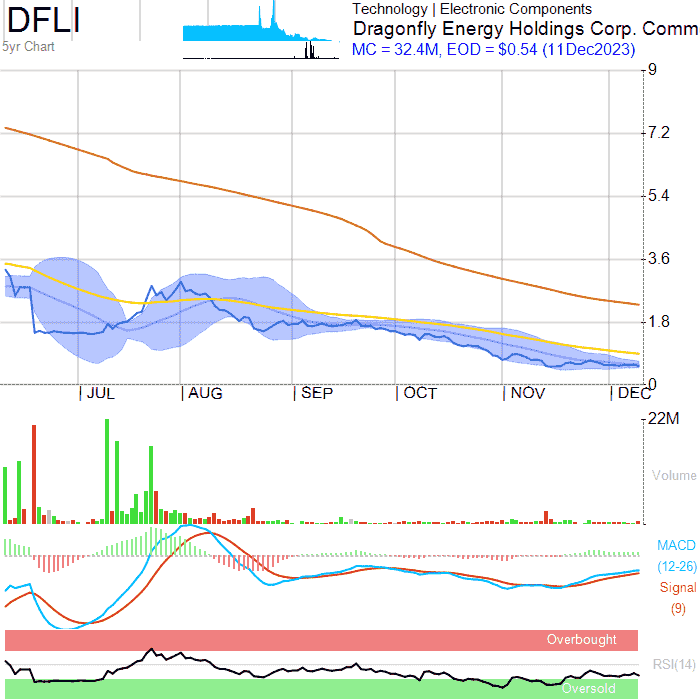 DFLI
5yr Chart
Technology | Electronic Components
Dragonfly Energy Holdings Corp. Comm
MC = 32.4M, EOD = $0.54 (11Dec2023)
9
7.2
5.4
3.6
1.8
0
JUL
AUG
SEP
OCT
NOV
DEC
22M
Volume
MACD
(12-26)
Signal
(9)
Overbought
RSI(14)
Oversold